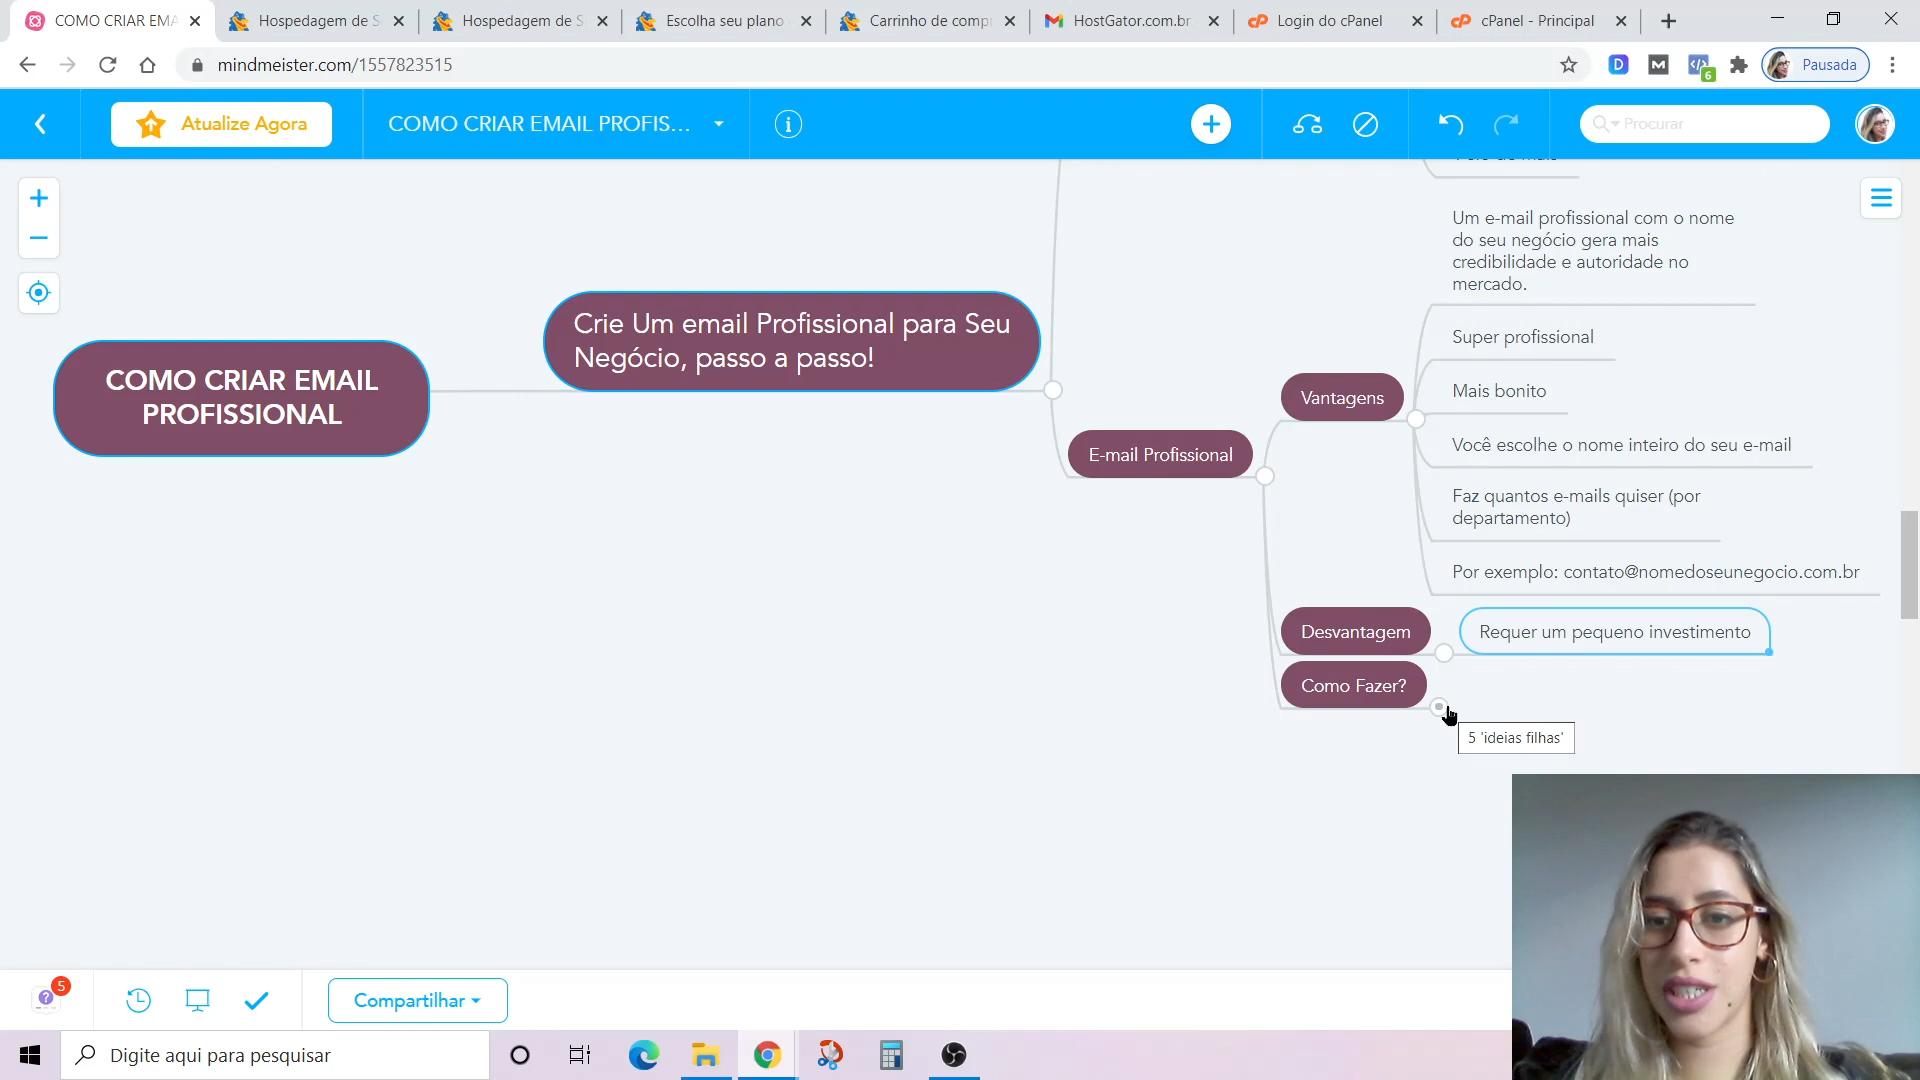 COMO CRIAR EMA
Hospedagem de S
Hospedagem de S
Escolha seu plano
Carrinho de comp
HostGator.com.br
Login do cPanel
cPanel - Principal
mindmeister.com/1557823515
D
M
6
Pausada
Atualize Agora
COMO CRIAR EMAIL PROFIS...
Procurar
Um e-mail profissional com o nome
do seu negócio gera mais
credibilidade e autoridade no
mercado.
Crie Um email Profissional para Seu
Negócio, passo a passo!
Super profissional
COMO CRIAR EMAIL
PROFISSIONAL
Vantagens
Mais bonito
E-mail Profissional
Você escolhe o nome inteiro do seu e-mail
Faz quantos e-mails quiser (por
departamento)
Por exemplo: contato@nomedoseunegocio.com.br
Desvantagem
Requer um pequeno investimento
Como Fazer?
5 'ideias filhas'
5
Compartilhar
Digite aqui para pesquisar